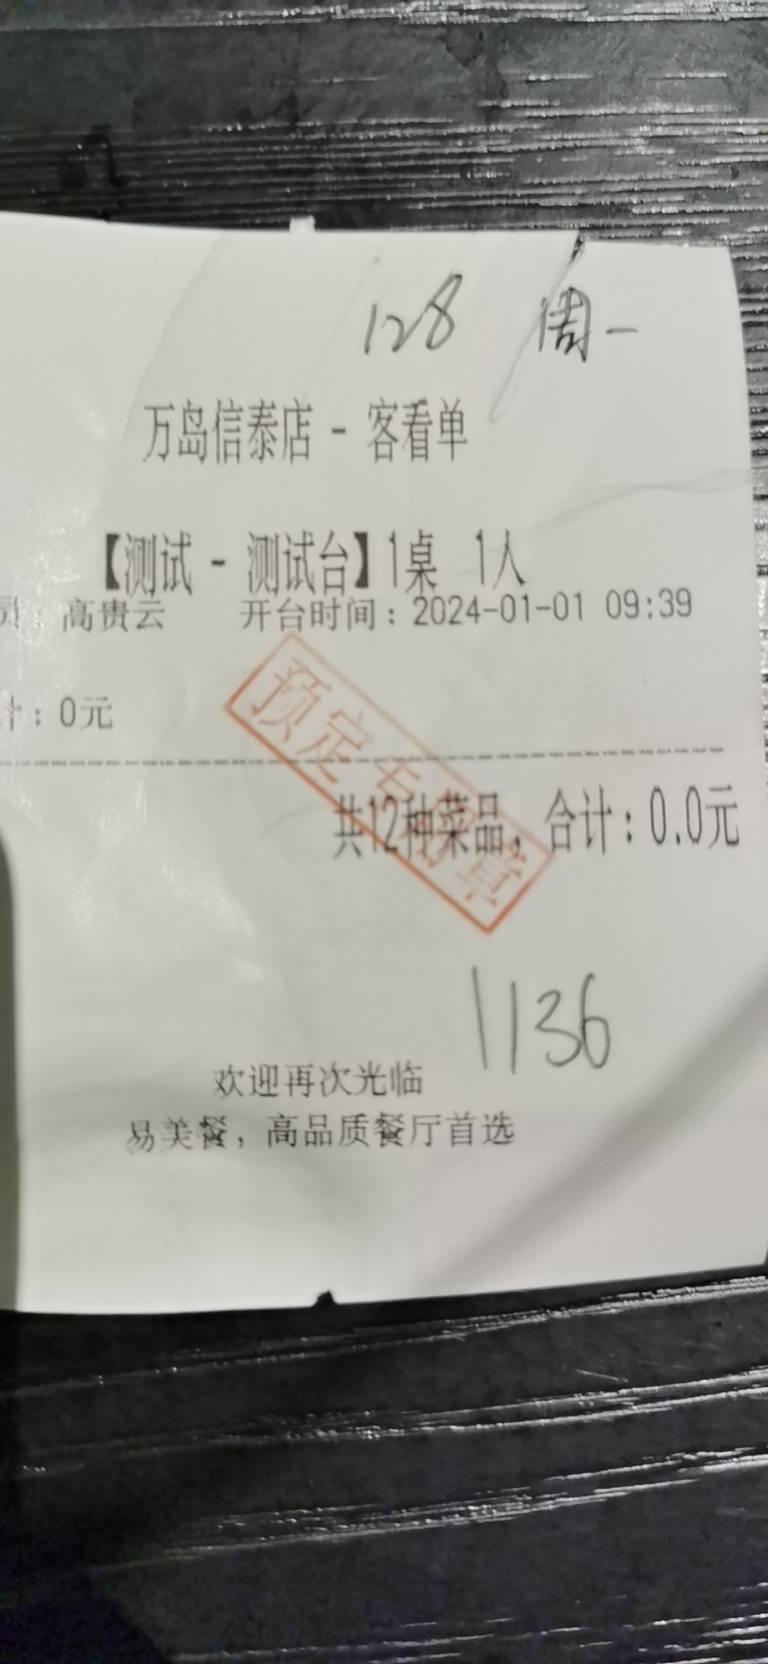 128 周一
万岛信泰店 - 客看单
【测试 - 测试台】1桌 1人
员：高贵云 开台时间：2024-01-01 09:39
计：0元
预定专用章
共12种菜品，合计：0.0元
1136
欢迎再次光临
易美餐，高品质餐厅首选